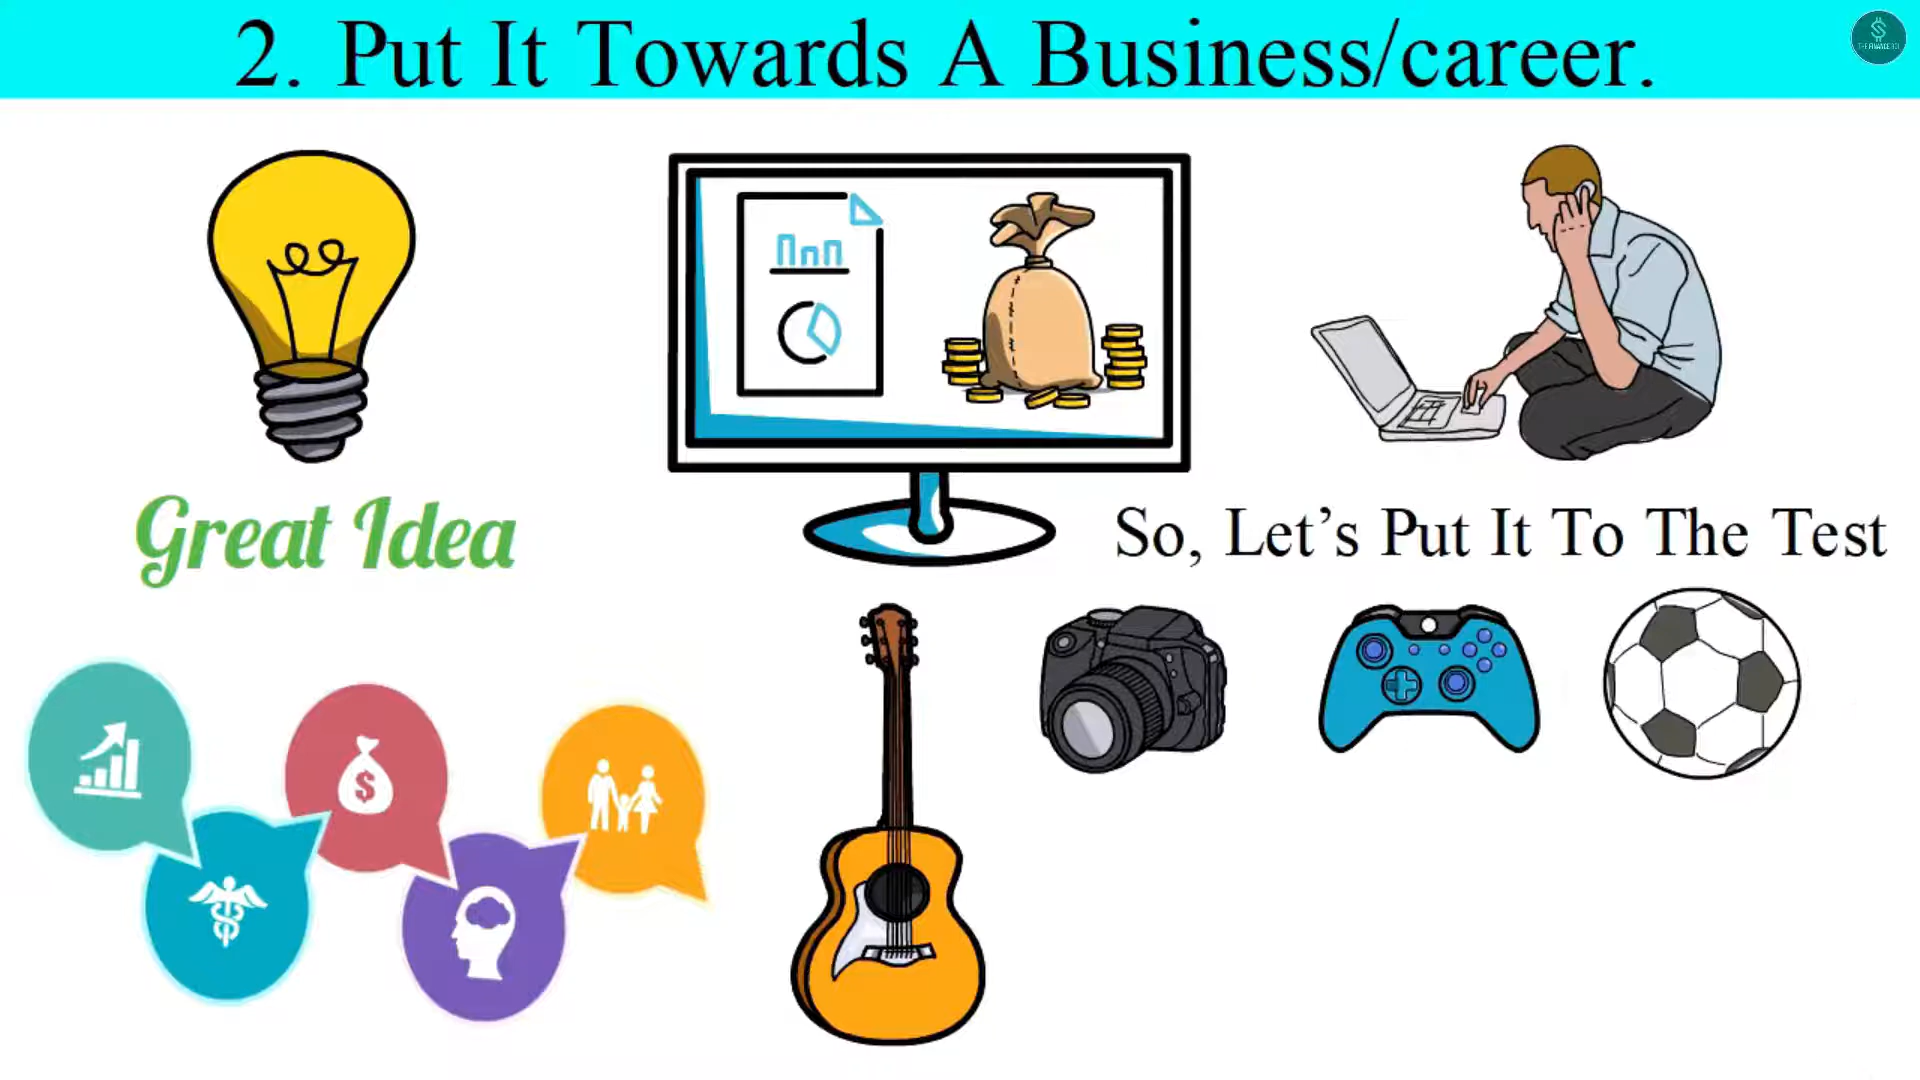 2. Put It Towards A Business/career.
Great Idea
So, Let’s Put It To The Test
$